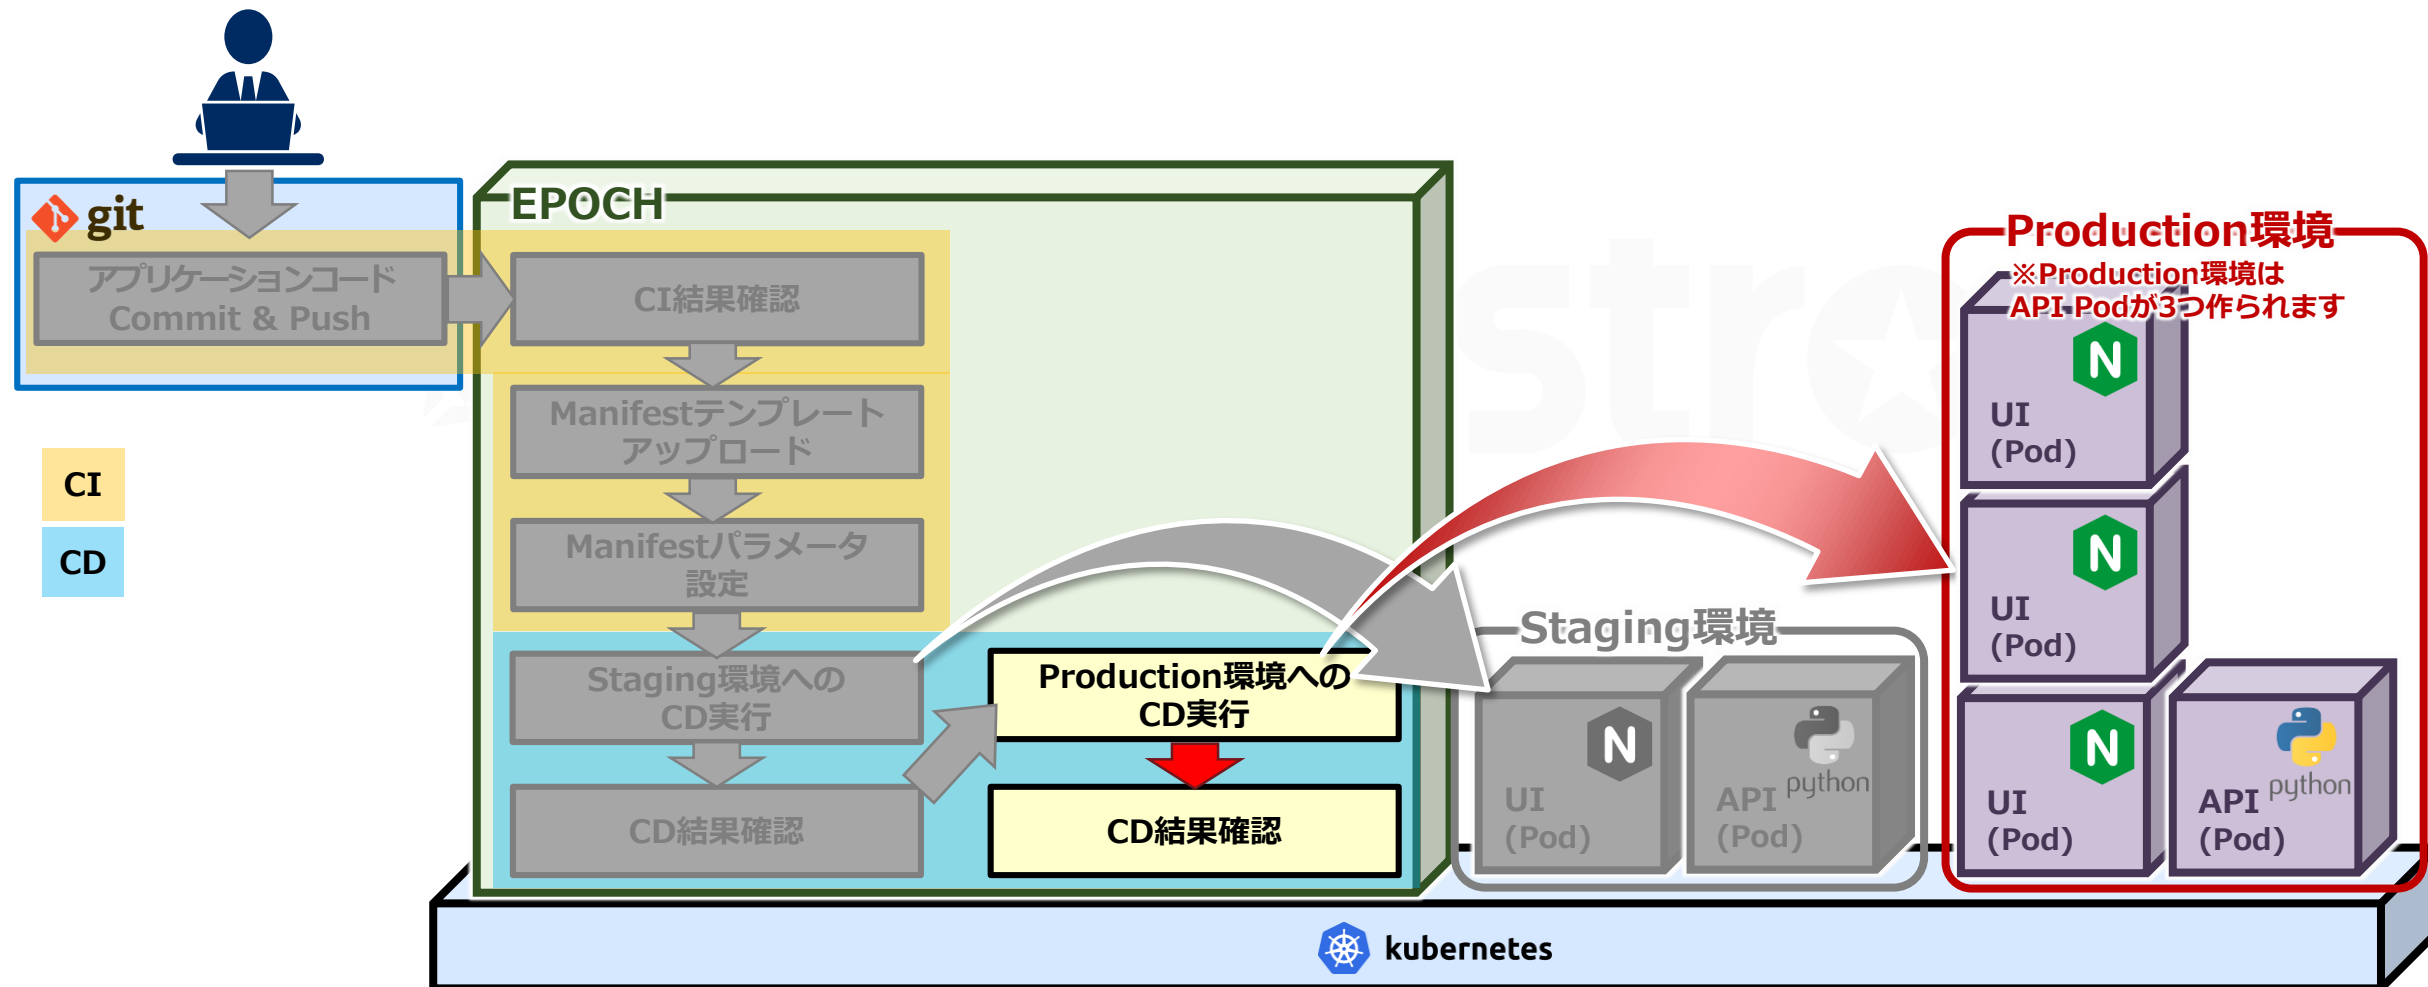 git
アプリケーションコード
Commit & Push
CI
CD
EPOCH
CI結果確認
Manifestテンプレート
アップロード
Manifestパラメータ
設定
Staging環境への
CD実行
CD結果確認
Production環境への
CD実行
CD結果確認
Staging環境
N
UI
(Pod)
python
API
(Pod)
Production環境
※Production環境は
API Podが3つ作られます
N
UI
(Pod)
N
UI
(Pod)
N
UI
(Pod)
python
API
(Pod)
kubernetes